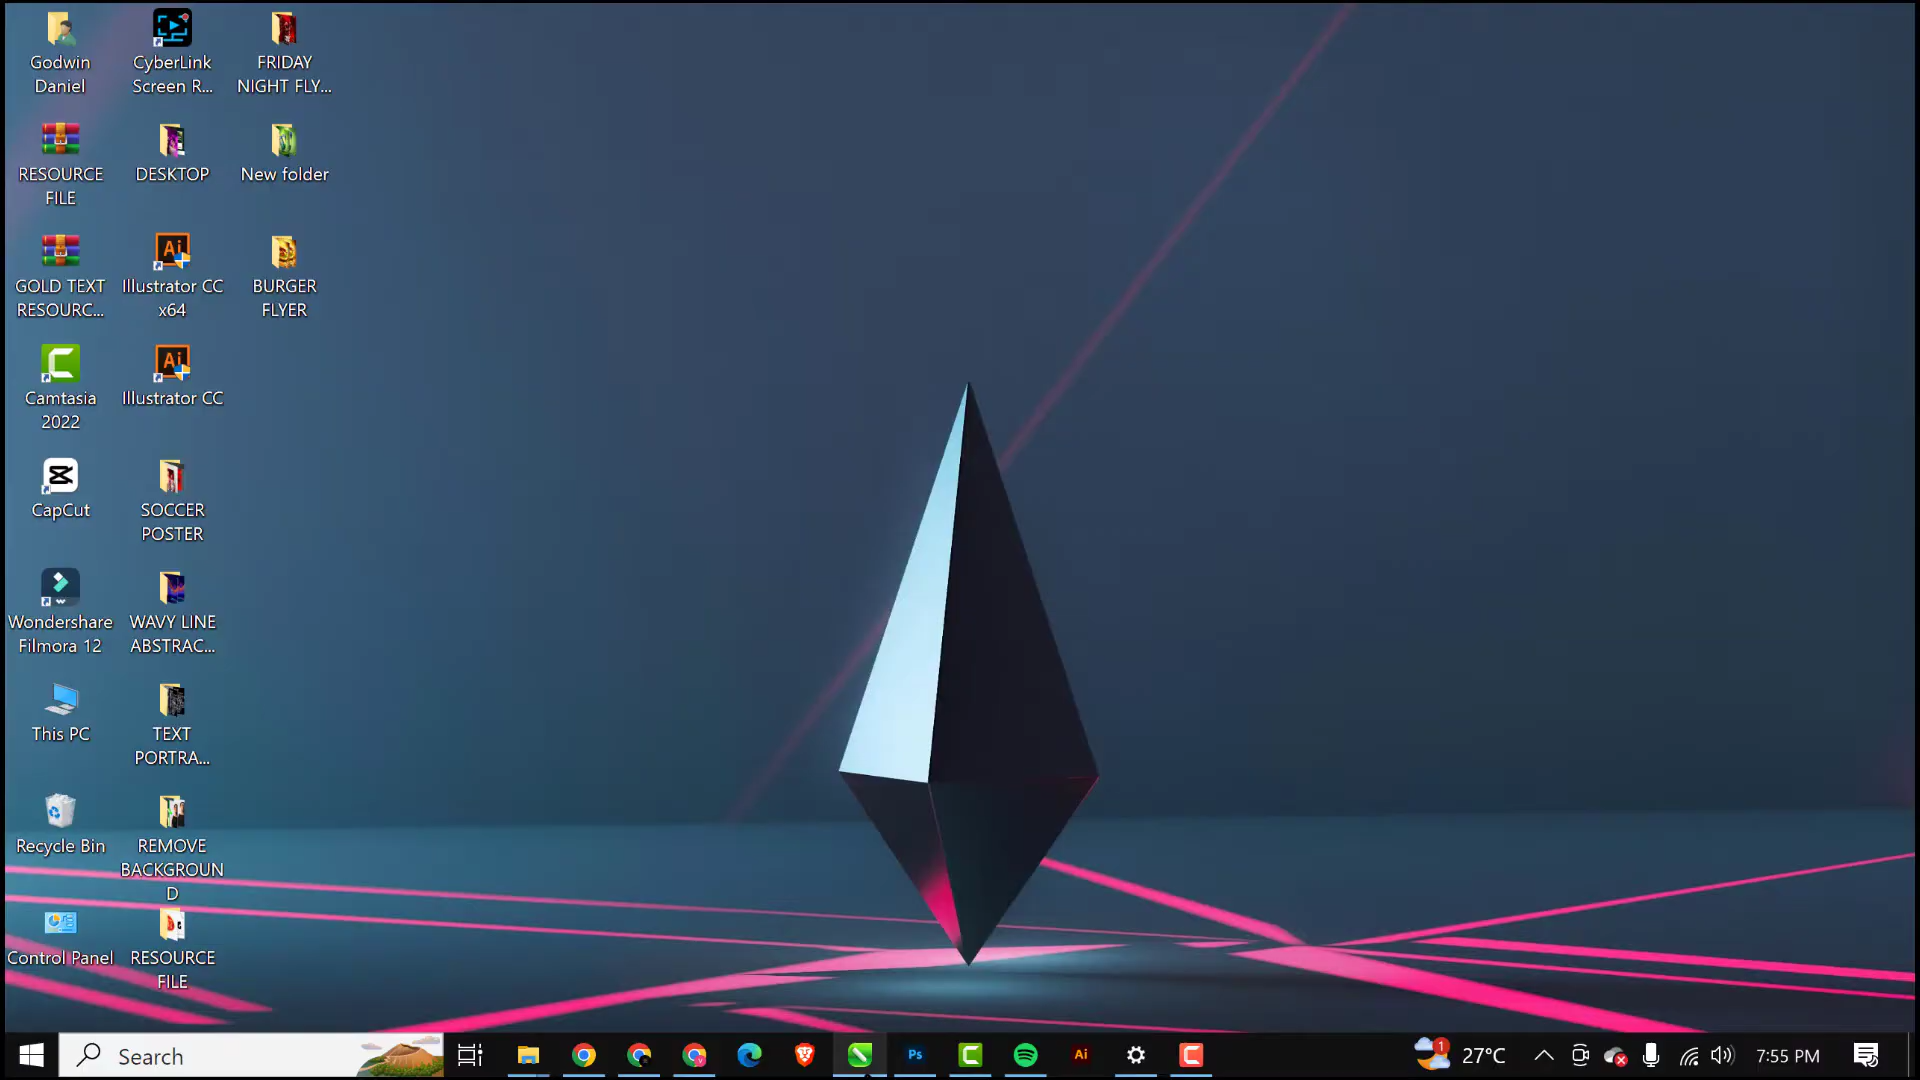 Godwin
Daniel
CyberLink
Screen R...
FRIDAY
NIGHT FLY...
RESOURCE
FILE
DESKTOP
New folder
GOLD TEXT
RESOURC...
Illustrator CC
x64
BURGER
FLYER
Camtasia
2022
Illustrator CC
CapCut
SOCCER
POSTER
Wondershare
Filmora 12
WAVY LINE
ABSTRAC...
This PC
TEXT
PORTRA...
Recycle Bin
REMOVE
BACKGROUN
D
Control Panel
RESOURCE
FILE
Search
Ps
Ai
1
27°C
7:55 PM